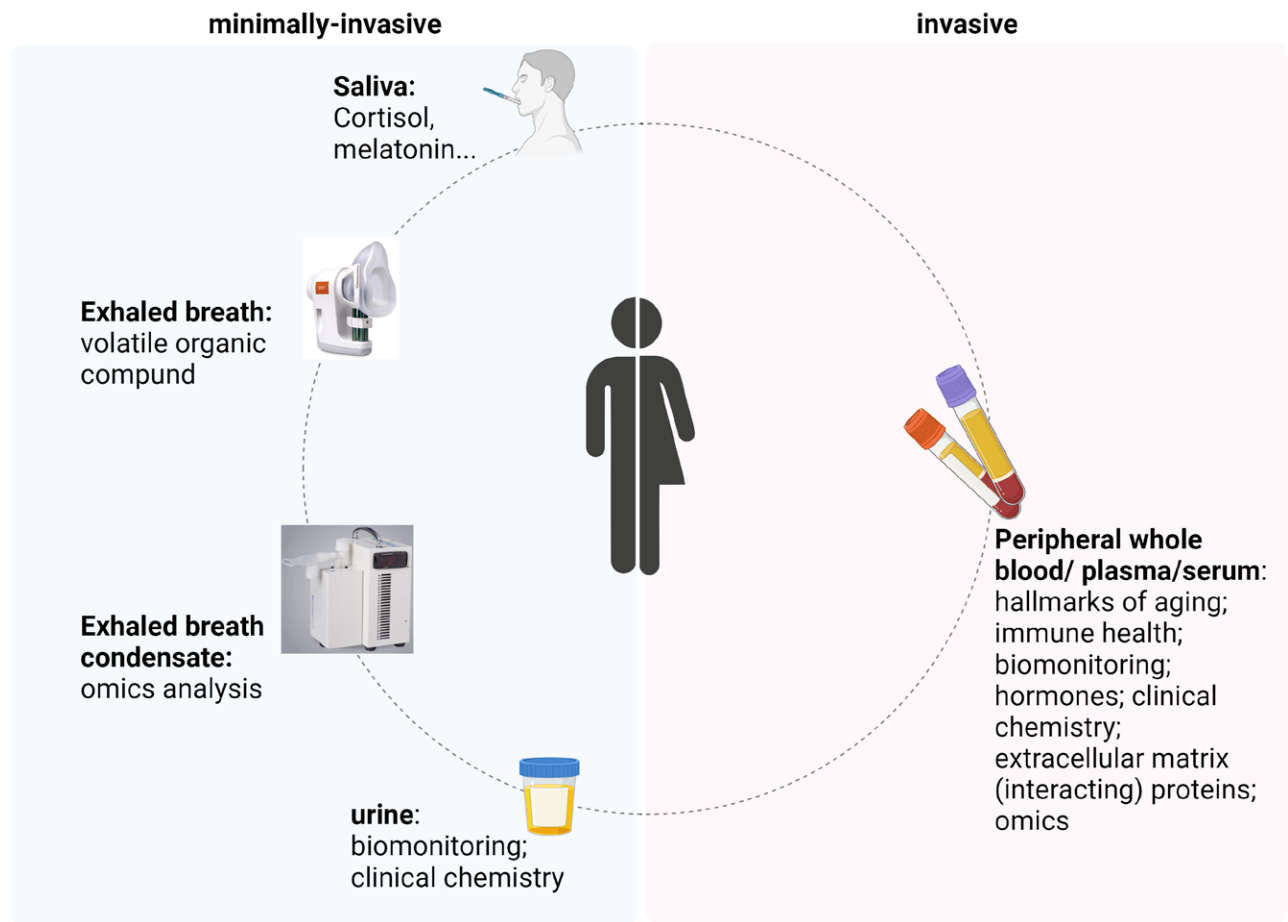 minimally-invasive
invasive
Saliva:
Cortisol,
melatonin...
Exhaled breath:
volatile organic
compund
Exhaled breath
condensate:
omics analysis
urine:
biomonitoring;
clinical chemistry
Peripheral whole
blood/ plasma/serum:
hallmarks of aging;
immune health;
biomonitoring;
hormones; clinical
chemistry;
extracellular matrix
(interacting) proteins;
omics